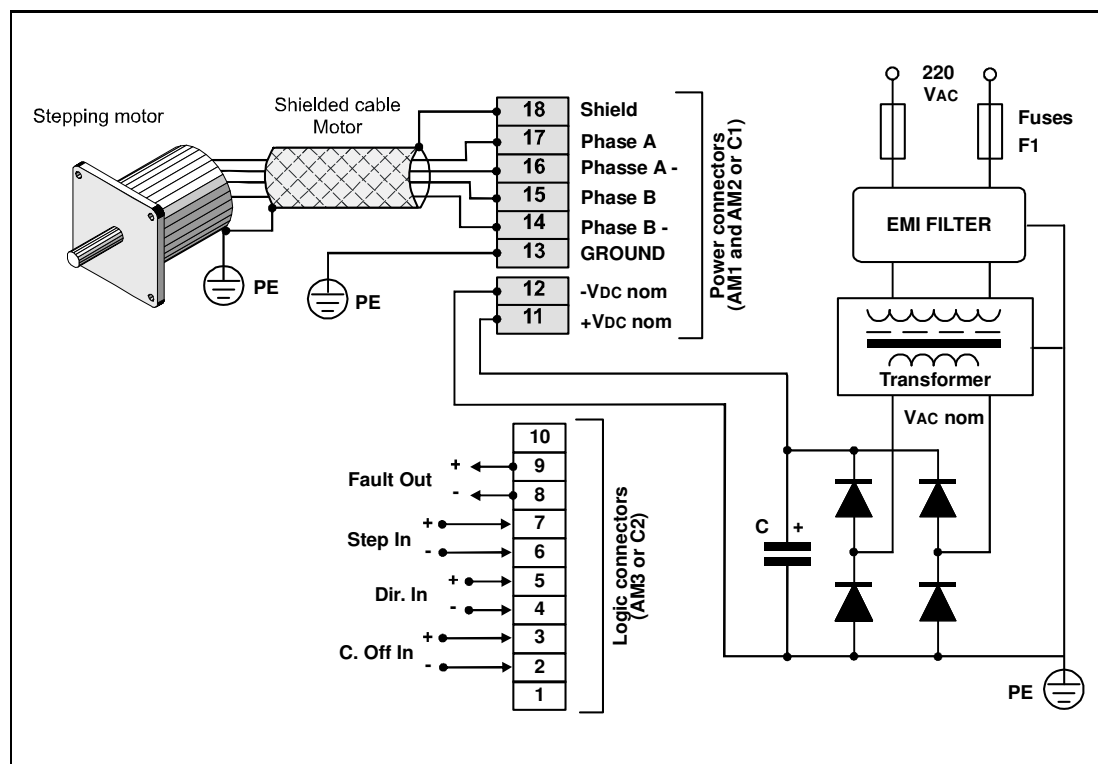 Stepping motor
Shielded cable
Motor
PE
PE
18 Shield
17 Phase A
16 Phasse A -
15 Phase B
14 Phase B -
13 GROUND
12 -VDC nom
11 +VDC nom
Power connectors
(AM1 and AM2 or C1)
220
VAC
Fuses
F1
EMI FILTER
Transformer
VAC nom
C +
PE
10
Fault Out
+ 9
- 8
Step In
+ 7
- 6
Dir. In
+ 5
- 4
C. Off In
+ 3
- 2
1
Logic connectors
(AM3 or C2)